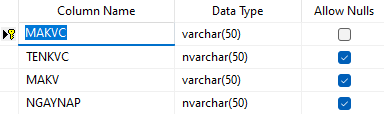 Column Name Data Type Allow Nulls
MAKVC varchar(50)
TENKVC nvarchar(50)
MAKV varchar(50)
NGAYNAP nvarchar(50)